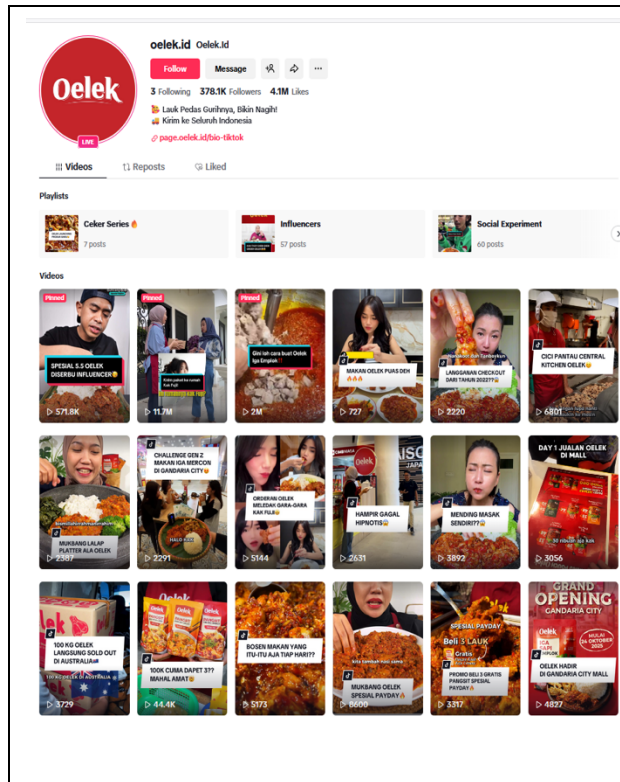 oelek.id Oelek.Id
Oelek
LIVE
Follow Message
3 Following 378.1K Followers 4.1M Likes
Lauk Pedas Gurihnya, Bikin Nagih!
Kirim ke Seluruh Indonesia
page.oelek.id/bio-tiktok
Videos Reposts Liked
Playlists
Ceker Series
7 posts
Influencers
57 posts
Social Experiment
60 posts
Videos
Pinned
SPESIAL 5.5 OELEK
DISERBU INFLUENCER
571.8K
Pinned
11.7M
Pinned
Gini loh cara buat Oelek
Iga Empuk
2M
MAKAN OELEK PUAS DEH
727
LANGGANAN CHECKOUT
DARI TAHUN 2022??
2220
CICI PANTAU CENTRAL
KITCHEN OELEK
6801
MUKBANG LALAP
PLATTER ALA OELEK
2387
CHALLENGE GEN Z
MAKAN IGA MERCON
DI GANDARIA CITY
HALO KAK
2291
ORDERAN OELEK
MELEDAK GARA-GARA
KAK FUJI
5144
Oelek
HAMPIR GAGAL
HIPNOTIS
2631
MENDING MASAK
SENDIRI??
3892
DAY 1 JUALAN OELEK
DI MALL
3056
100 KG OELEK
LANGSUNG SOLD OUT
DI AUSTRALIA
3729
100K CUMA DAPET 3??
MAHAL AMAT
44.4K
BOSEN MAKAN YANG
ITU-ITU AJA TIAP HARI??
5173
MUKBANG OELEK
SPESIAL PAYDAY
8600
SPESIAL PAYDAY
Beli 3 LAUK
Gratis
PROMO BELI 3 GRATIS
PANGSIT SPESIAL
PAYDAY
3317
GRAND
OPENING
GANDARIA CITY
Oelek
MULAI
24 OKTOBER
2025
OELEK HADIR
DI GANDARIA CITY MALL
4827